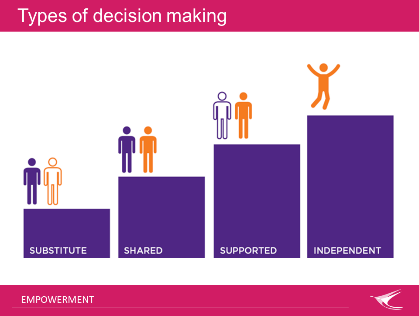 Types of decision making
SUBSTITUTE
SHARED
SUPPORTED
INDEPENDENT
EMPOWERMENT